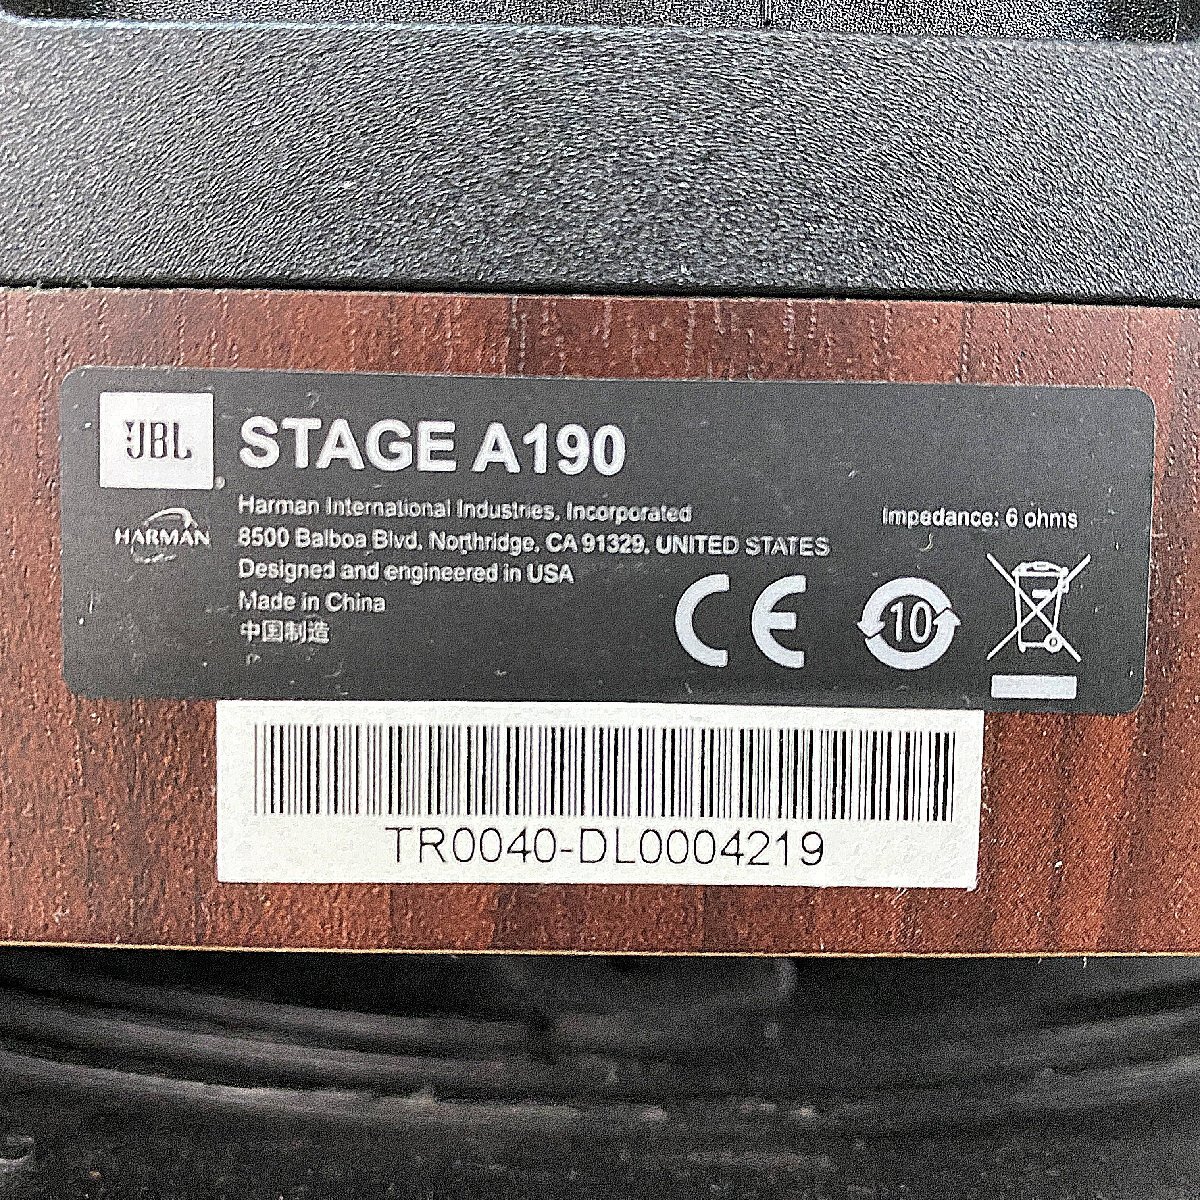 JBL
STAGE A190
HARMAN
Harman International Industries, Incorporated
8500 Balboa Blvd. Northridge, CA 91329, UNITED STATES
Designed and engineered in USA
Made in China
中国制造
Impedance: 6 ohms
CE
10
TR0040-DL0004219